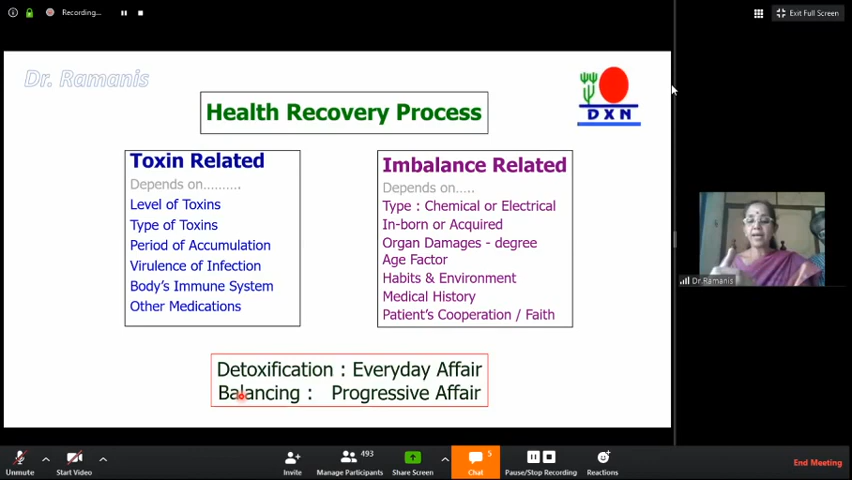 Recording...
Exit Full Screen
Dr. Ramanis
Health Recovery Process
DXN
Toxin Related
Depends on..........
Level of Toxins
Type of Toxins
Period of Accumulation
Virulence of Infection
Body's Immune System
Other Medications
Imbalance Related
Depends on.....
Type : Chemical or Electrical
In-born or Acquired
Organ Damages - degree
Age Factor
Habits & Environment
Medical History
Patient's Cooperation / Faith
Detoxification : Everyday Affair
Balancing : Progressive Affair
Dr.Ramanis
Unmute
Start Video
Invite
493
Manage Participants
Share Screen
5
Chat
Pause/Stop Recording
Reactions
End Meeting